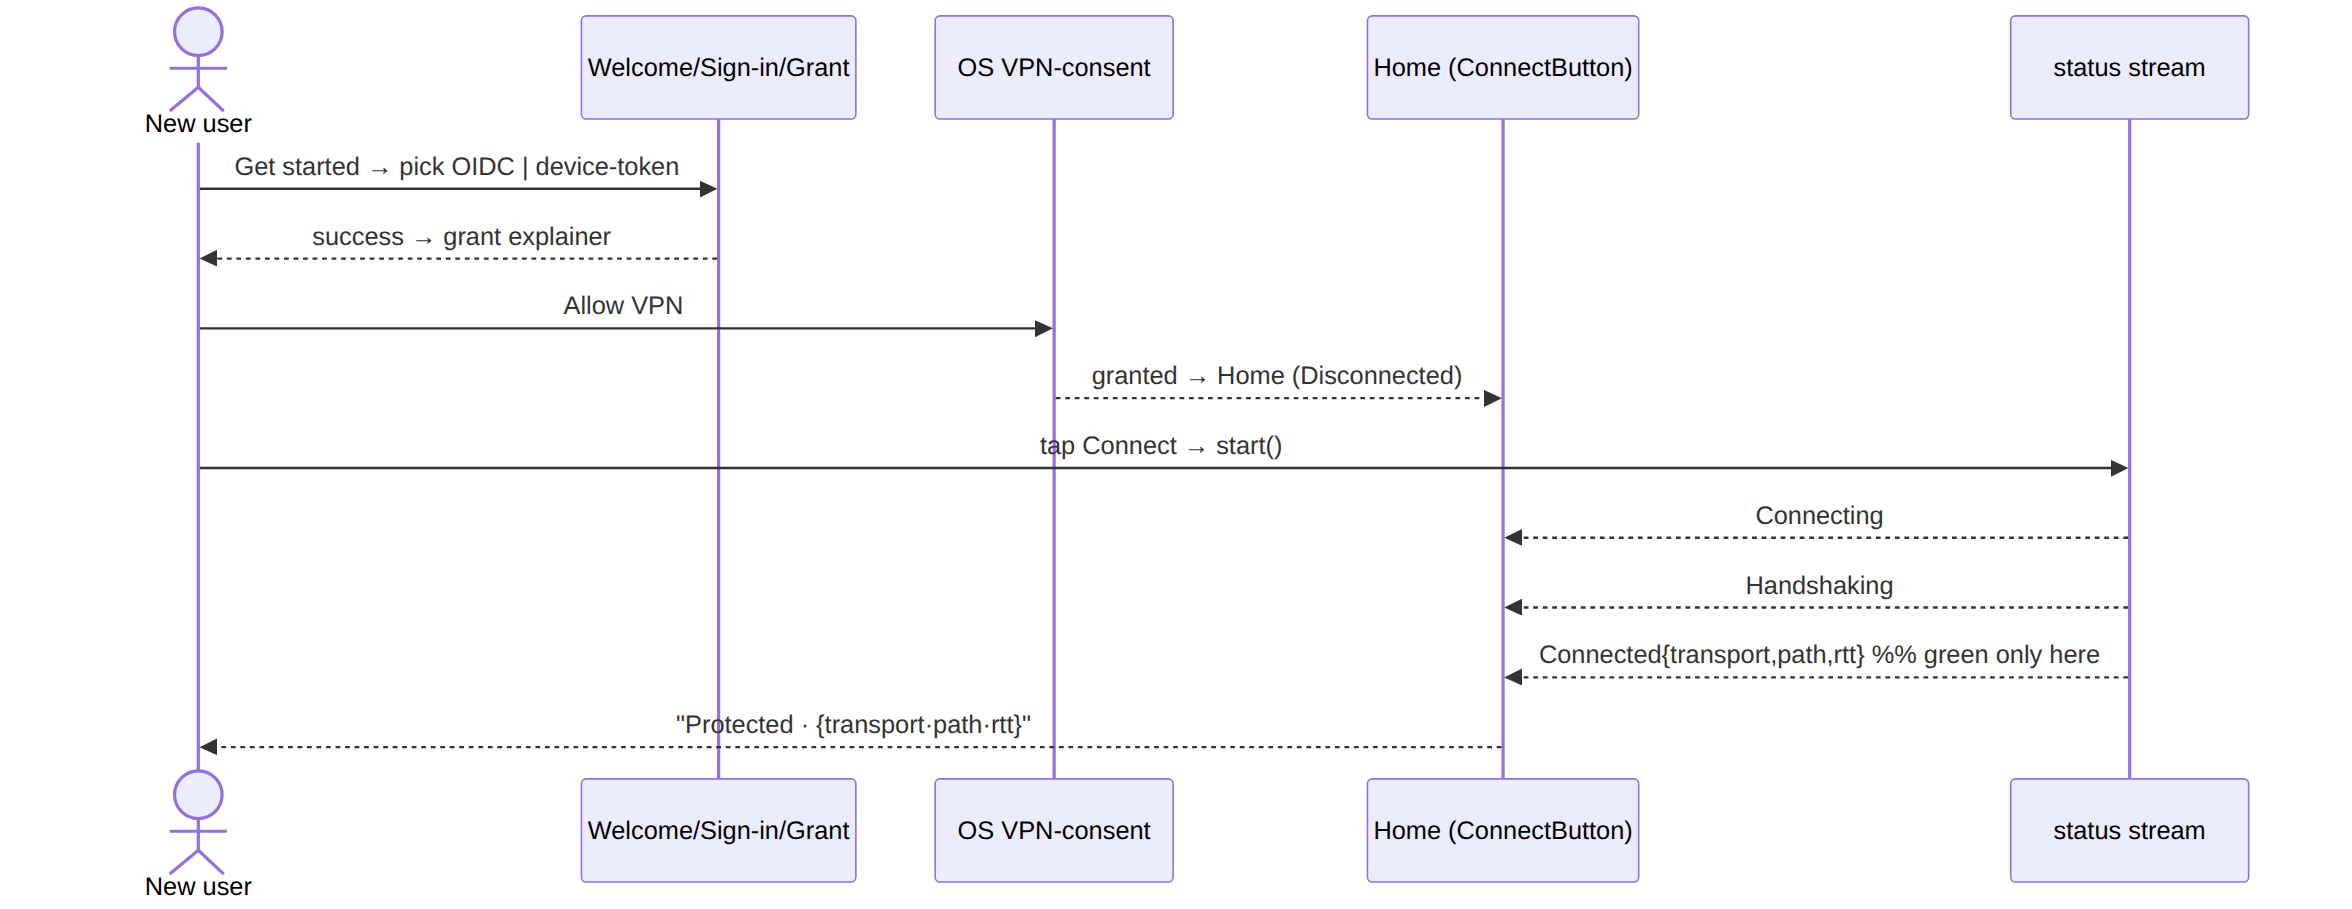 New user
Welcome/Sign-in/Grant
OS VPN-consent
Home (ConnectButton)
status stream
Get started → pick OIDC | device-token
success → grant explainer
Allow VPN
granted → Home (Disconnected)
tap Connect → start()
Connecting
Handshaking
Connected{transport,path,rtt} %% green only here
"Protected · {transport·path·rtt}"
New user
Welcome/Sign-in/Grant
OS VPN-consent
Home (ConnectButton)
status stream